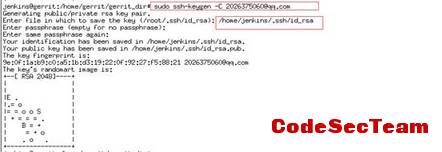 jenkins@gerrit:/home/gerrit/gerrit_dir# sudo ssh-keygen -C 2026375060@qq.com
Generating public/private rsa key pair.
Enter file in which to save the key (/root/.ssh/id_rsa): /home/jenkins/.ssh/id_rsa
Enter passphrase (empty for no passphrase):
Enter same passphrase again:
Your identification has been saved in /home/jenkins/.ssh/id_rsa.
Your public key has been saved in /home/jenkins/.ssh/id_rsa.pub.
The key fingerprint is:
9e:0f:1a:b9:c0:a5:1b:d3:19:22:0f:92:27:f5:88:21 2026375060@qq.com
The key's randomart image is:
+--[ RSA 2048]----+
|
|E .
|.= o
|= = o o S
| + = = = .
| B = +
| = + o
| . o .
+-----------------+
CodeSecTeam